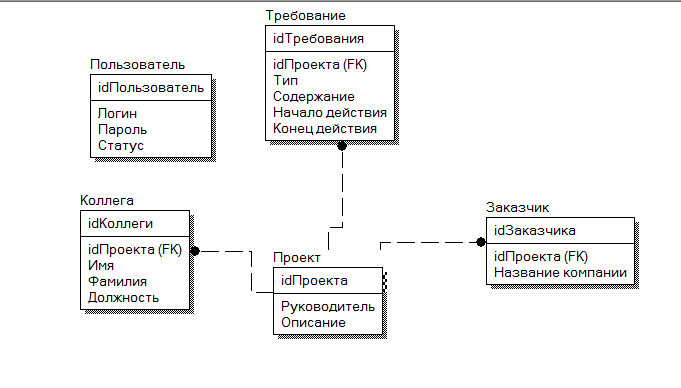 Требование
idТребования
idПроекта (FK)
Тип
Содержание
Начало действия
Конец действия
Пользователь
idПользователь
Логин
Пароль
Статус
Коллега
idКоллеги
idПроекта (FK)
Имя
Фамилия
Должность
Проект
idПроекта
Руководитель
Описание
Заказчик
idЗаказчика
idПроекта (FK)
Название компании